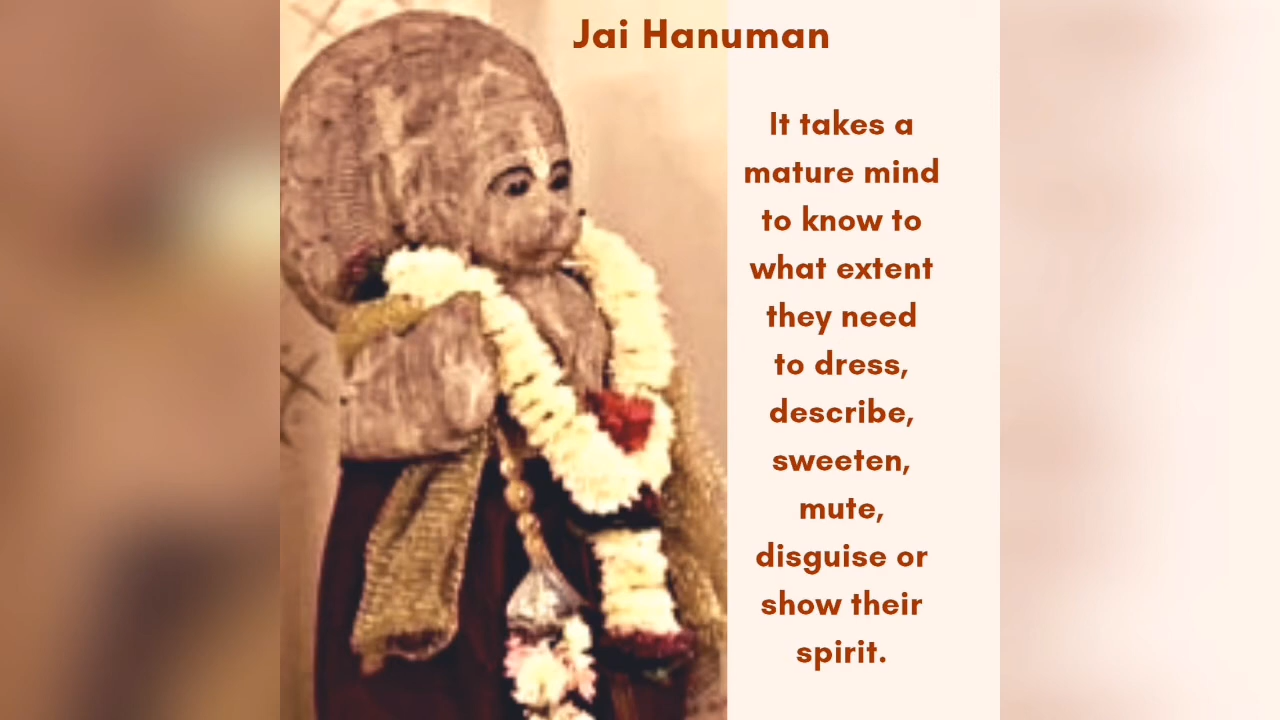 Jai Hanuman
It takes a
mature mind
to know to
what extent
they need
to dress,
describe,
sweeten,
mute,
disguise or
show their
spirit.